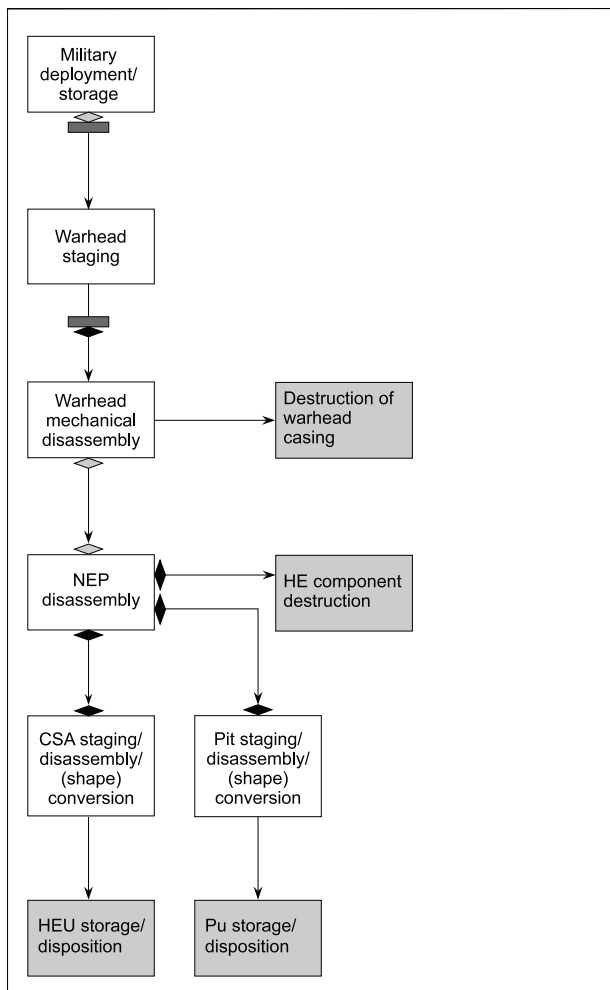 Military
deployment/
storage
Warhead
staging
Warhead
mechanical
disassembly
Destruction of
warhead
casing
NEP
disassembly
HE component
destruction
CSA staging/
disassembly/
(shape)
conversion
Pit staging/
disassembly/
(shape)
conversion
HEU storage/
disposition
Pu storage/
disposition